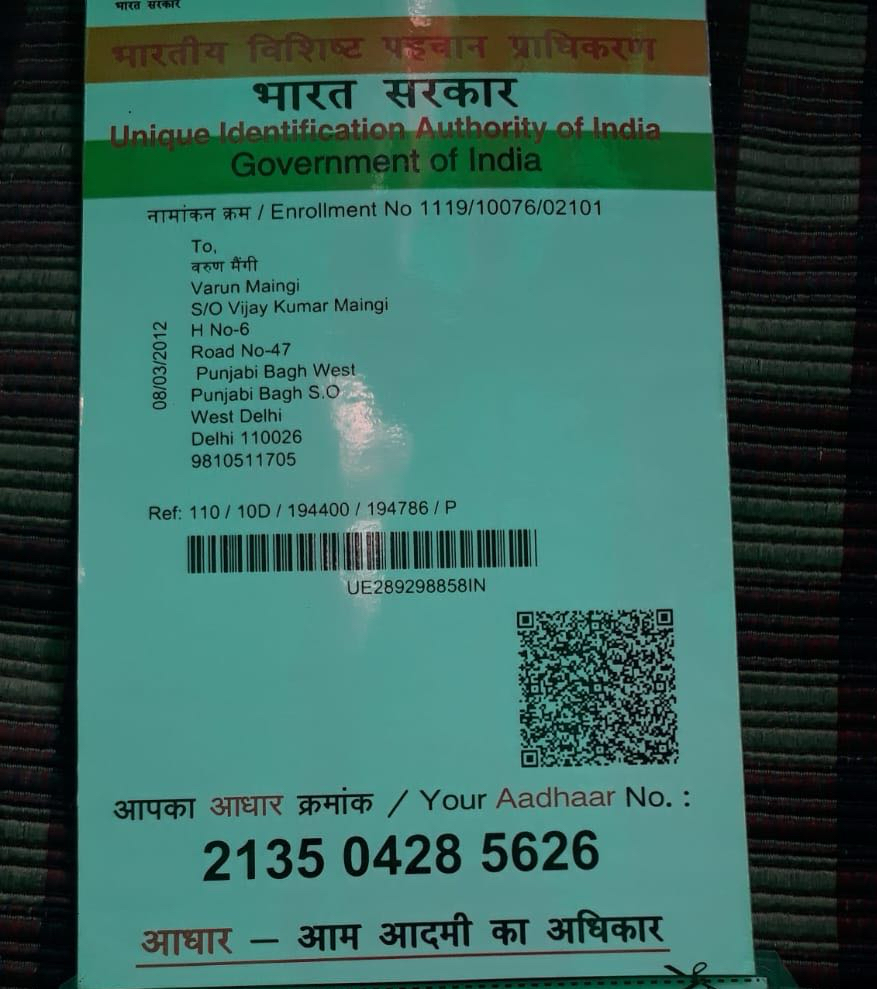 भारत सरकार
भारतीय विशिष्ट पहचान प्राधिकरण
भारत सरकार
Unique Identification Authority of India
Government of India
नामांकन क्रम / Enrollment No 1119/10076/02101
To,
वरुण मैंगी
Varun Maingi
S/O Vijay Kumar Maingi
H No-6
Road No-47
Punjabi Bagh West
Punjabi Bagh S.O
West Delhi
Delhi 110026
9810511705
08/03/2012
Ref: 110 / 10D / 194400 / 194786 / P
UE289298858IN
आपका आधार क्रमांक / Your Aadhaar No. :
2135 0428 5626
आधार — आम आदमी का अधिकार